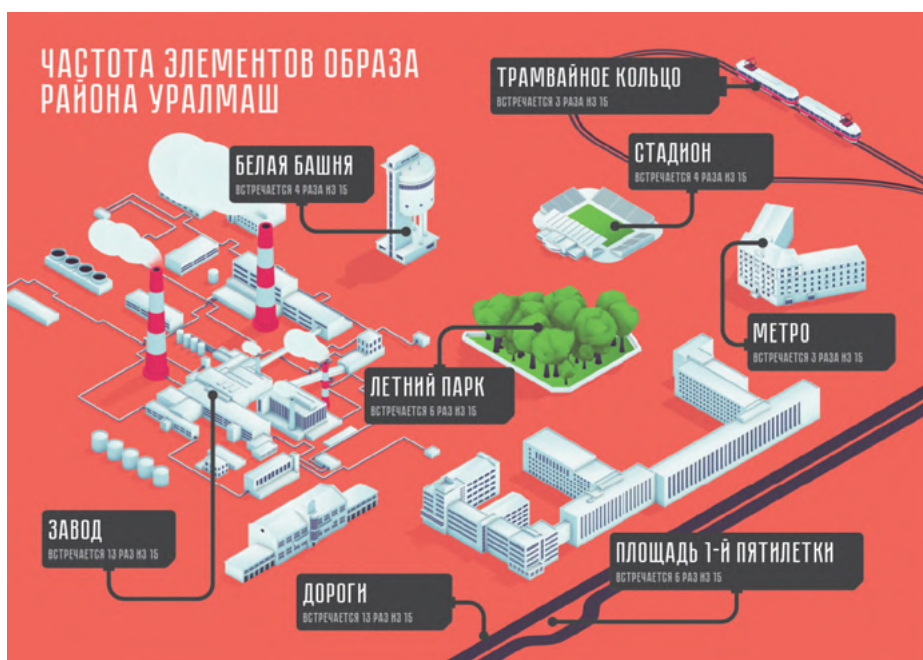 ЧАСТОТА ЭЛЕМЕНТОВ ОБРАЗА
РАЙОНА УРАЛМАШ
ТРАМВАЙНОЕ КОЛЬЦО
ВСТРЕЧАЕТСЯ 3 РАЗА ИЗ 15
БЕЛАЯ БАШНЯ
ВСТРЕЧАЕТСЯ 4 РАЗА ИЗ 15
СТАДИОН
ВСТРЕЧАЕТСЯ 4 РАЗА ИЗ 15
МЕТРО
ВСТРЕЧАЕТСЯ 3 РАЗА ИЗ 15
ЛЕТНИЙ ПАРК
ВСТРЕЧАЕТСЯ 6 РАЗ ИЗ 15
ЗАВОД
ВСТРЕЧАЕТСЯ 13 РАЗ ИЗ 15
ПЛОЩАДЬ 1-Й ПЯТИЛЕТКИ
ВСТРЕЧАЕТСЯ 6 РАЗ ИЗ 15
ДОРОГИ
ВСТРЕЧАЕТСЯ 13 РАЗ ИЗ 15